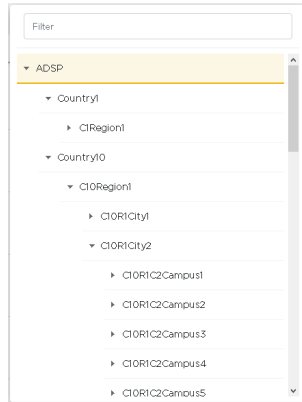 Filter
ADSP
Country1
C1Region1
Country10
C10Region1
C10R1City1
C10R1City2
C10R1C2Campus1
C10R1C2Campus2
C10R1C2Campus3
C10R1C2Campus4
C10R1C2Campus5